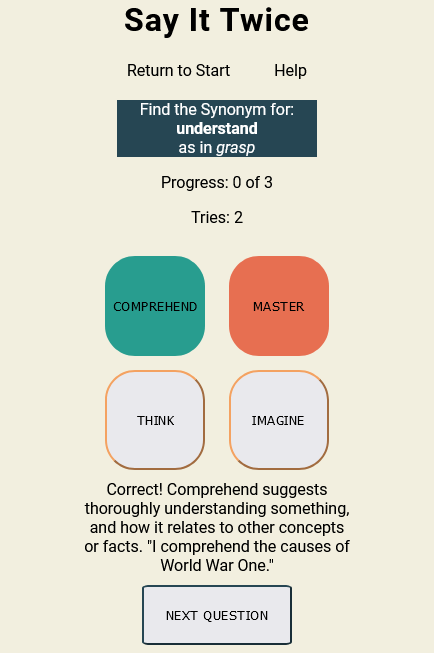 Say It Twice
Return to Start Help
Find the Synonym for:
understand
as in grasp
Progress: 0 of 3
Tries: 2
COMPREHEND MASTER
THINK IMAGINE
Correct! Comprehend suggests
thoroughly understanding something,
and how it relates to other concepts
or facts. "I comprehend the causes of
World War One."
NEXT QUESTION